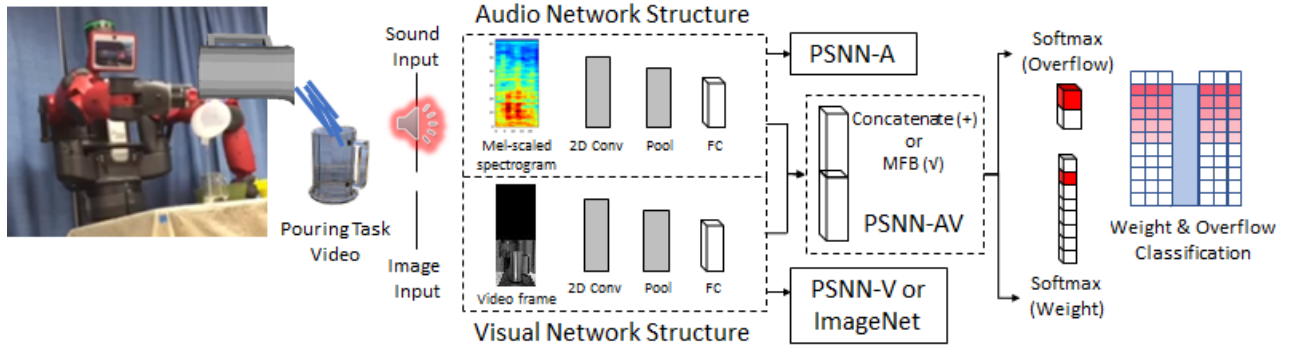 Audio Network Structure
Sound
Input
Mel-scaled
spectrogram
2D Conv
Pool
FC
PSNN-A
Pouring Task
Video
Image
Input
Video frame
2D Conv
Pool
FC
Visual Network Structure
Concatenate (+)
or
MFB (√)
PSNN-AV
PSNN-V or
ImageNet
Softmax
(Overflow)
Softmax
(Weight)
Weight & Overflow
Classification